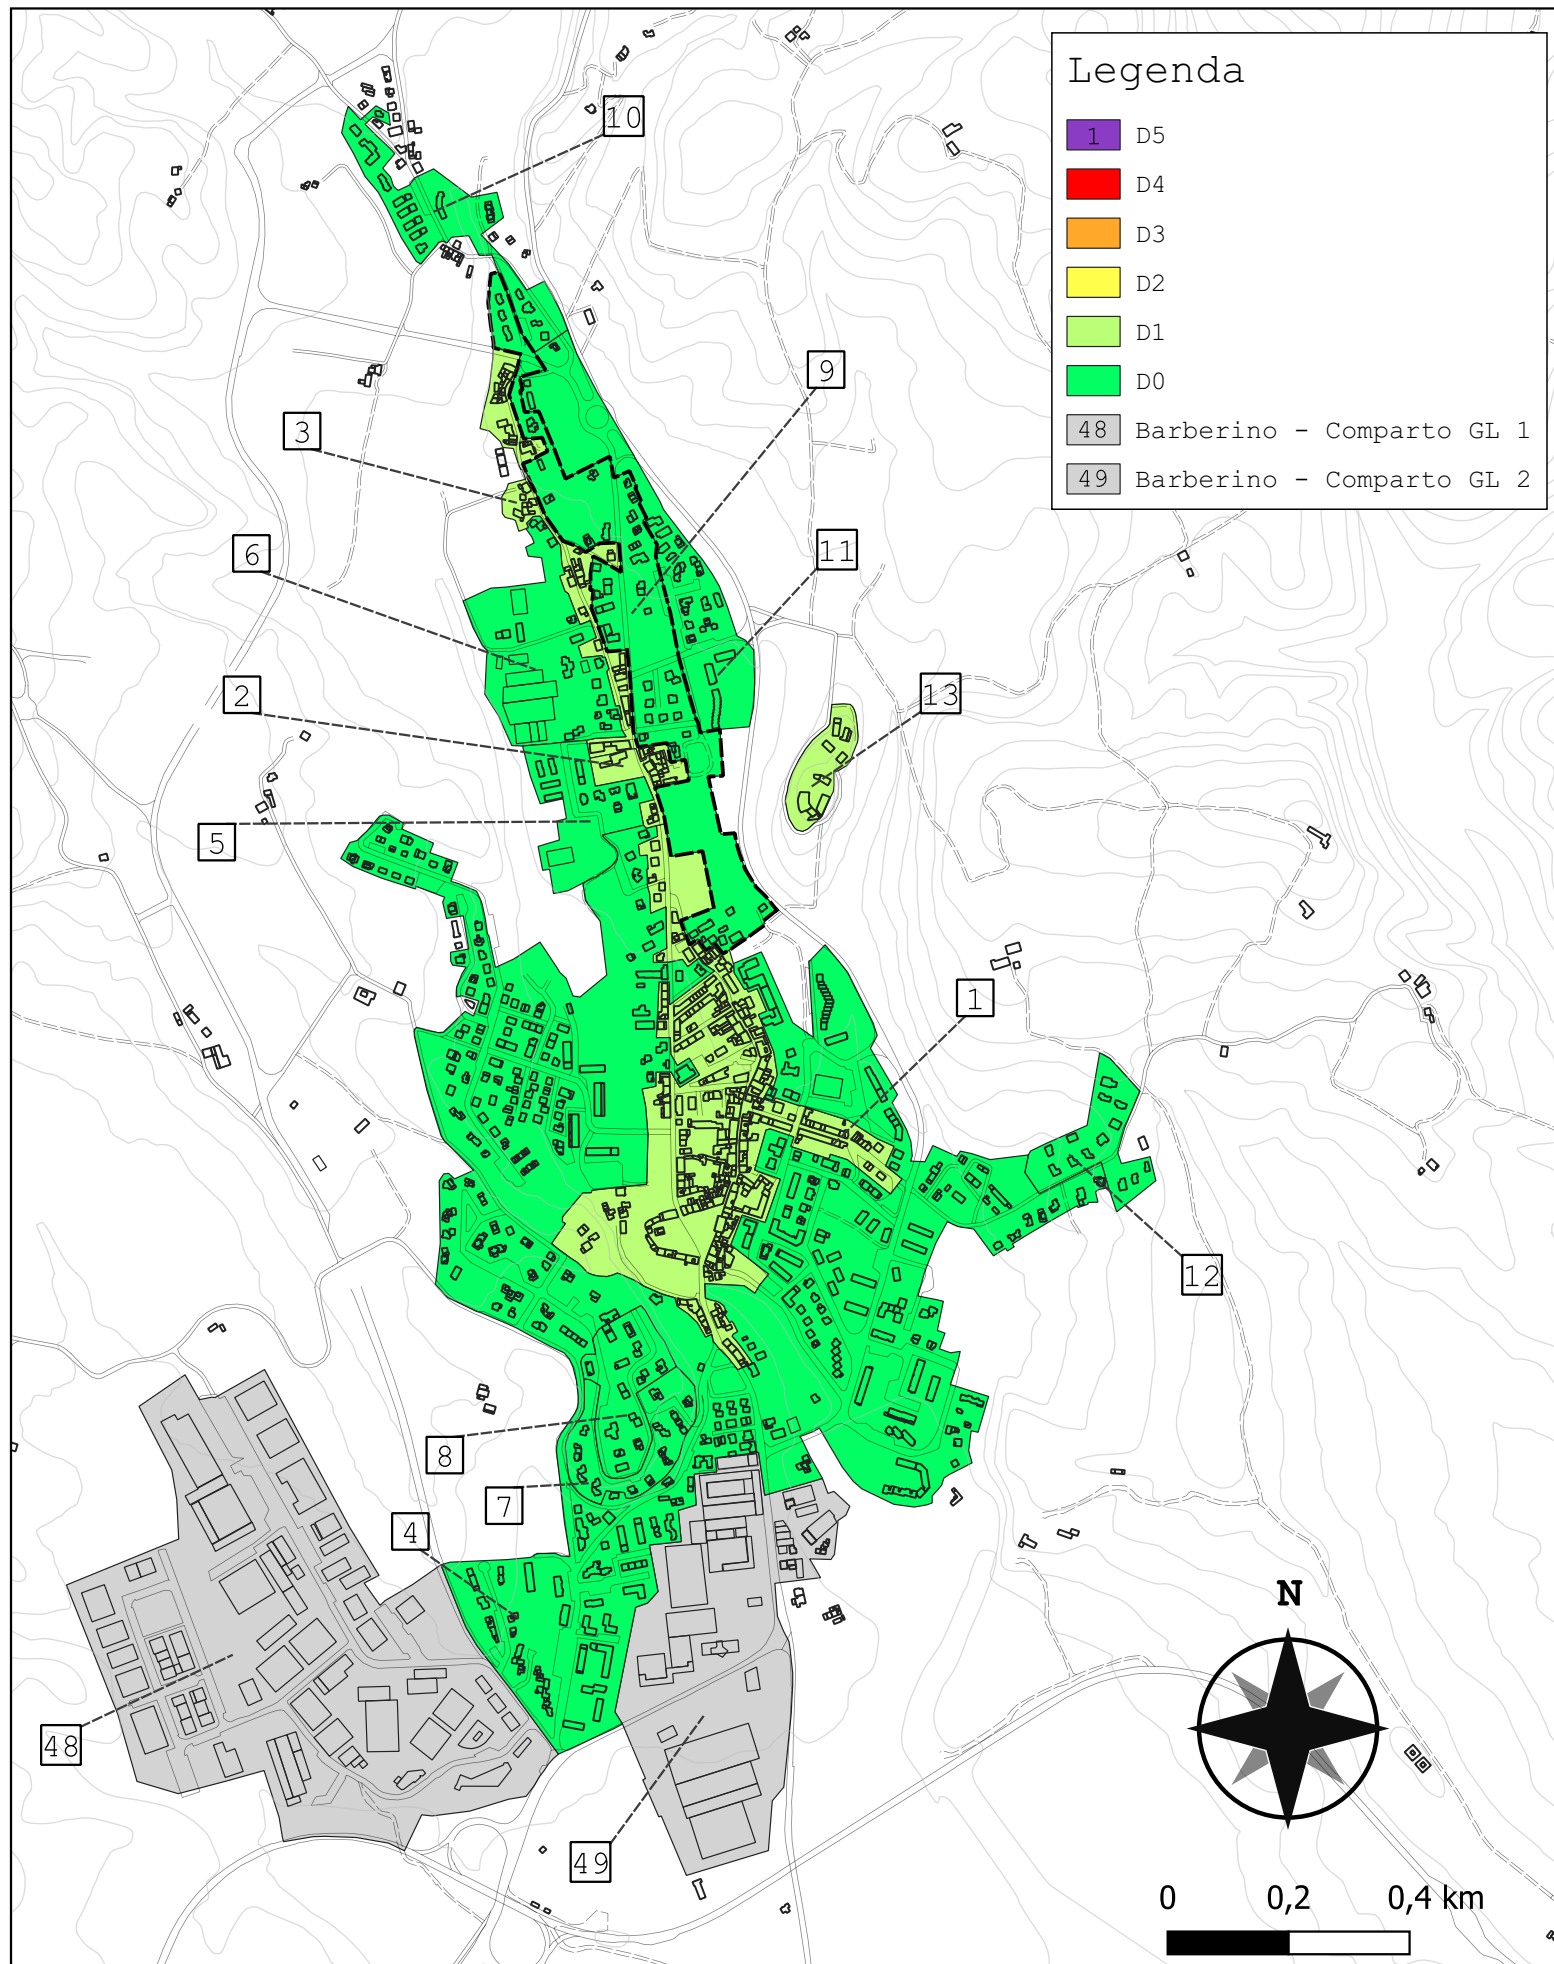 Legenda
1 D5
D4
D3
D2
D1
D0
48 Barberino - Comparto GL 1
49 Barberino - Comparto GL 2
10
9
3
6
11
2
13
5
1
12
8
7
4
48
49
N
0 0,2 0,4 km